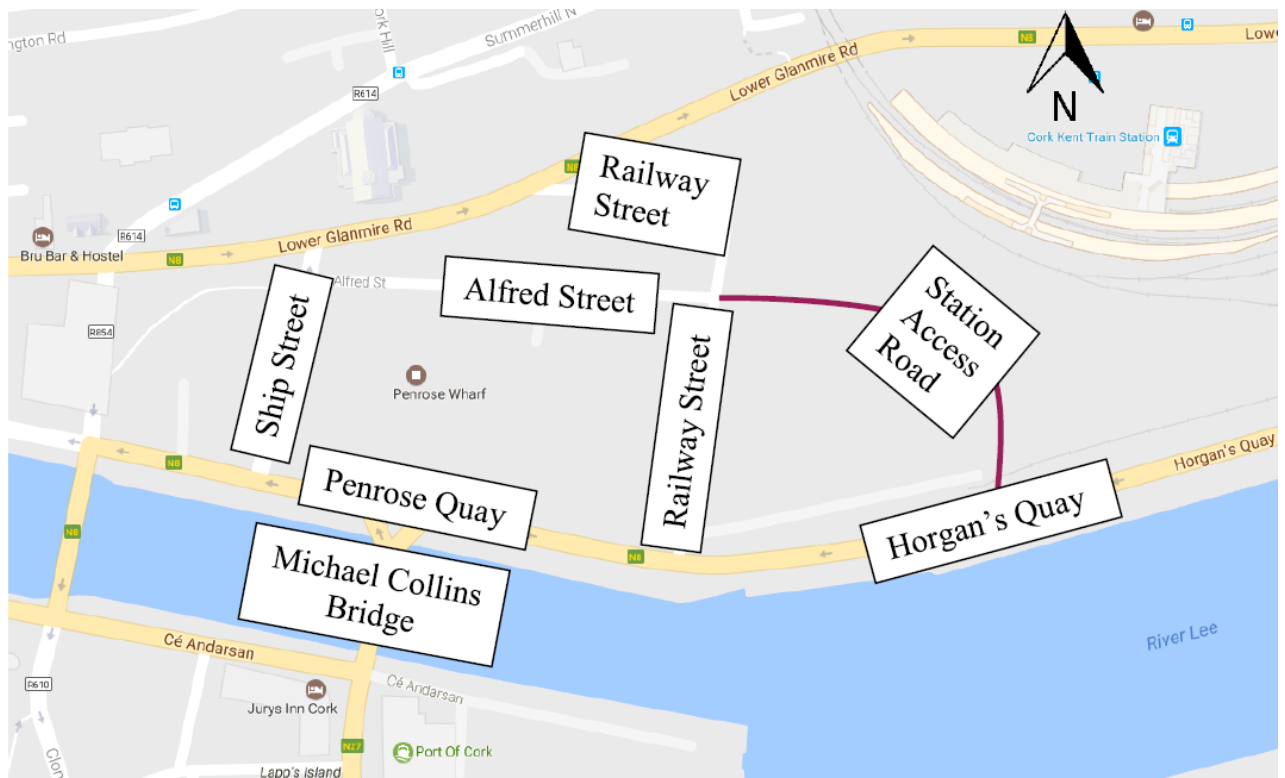 ngton Rd
ork Hill
Summerhill N
N8
Lower Glanmire Rd
Lowe
R614
N
Cork Kent Train Station
Railway
Street
N8
R614
Bru Bar & Hostel
N8
Lower Glanmire Rd
Alfred St
Alfred Street
Station
Access
Road
R854
Ship Street
Penrose Wharf
Railway Street
N8
Penrose Quay
Horgan's Quay
Horgan's Quay
N8
N8
Michael Collins
Bridge
River Lee
Cé Andarsan
Cé Andarsan
R610
Jurys Inn Cork
N27
Port Of Cork
Clon
Lapp's Island